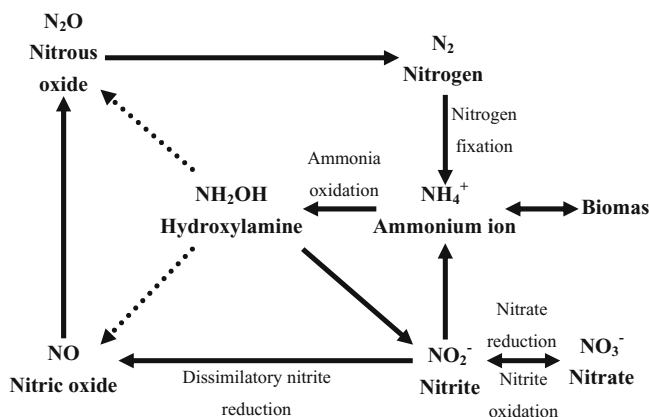 N₂O
Nitrous
oxide
N₂
Nitrogen
Nitrogen
fixation
Ammonia
oxidation
NH₂OH
Hydroxylamine
NH₄⁺
Ammonium ion
Biomas
NO
Nitric oxide
Dissimilatory nitrite
reduction
NO₂⁻
Nitrite
Nitrate
reduction
Nitrite
oxidation
NO₃⁻
Nitrate